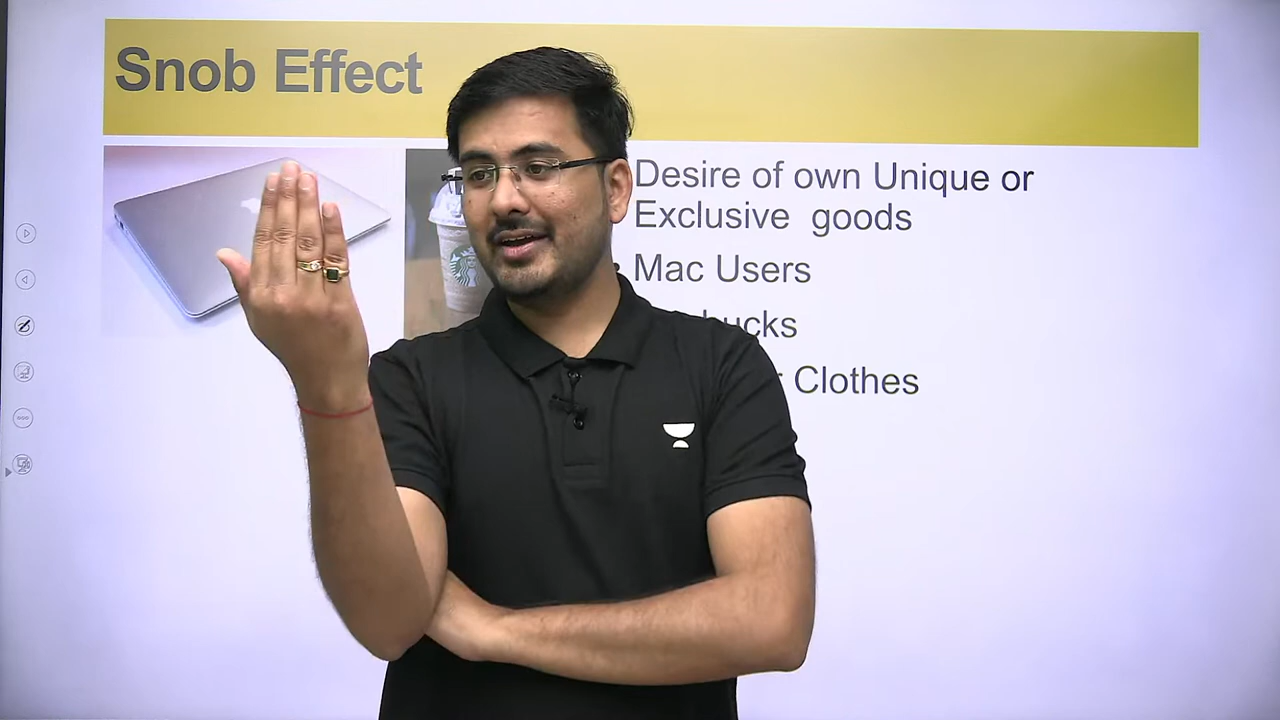 Snob Effect
Desire of own Unique or
Exclusive goods
Mac Users
Clothes